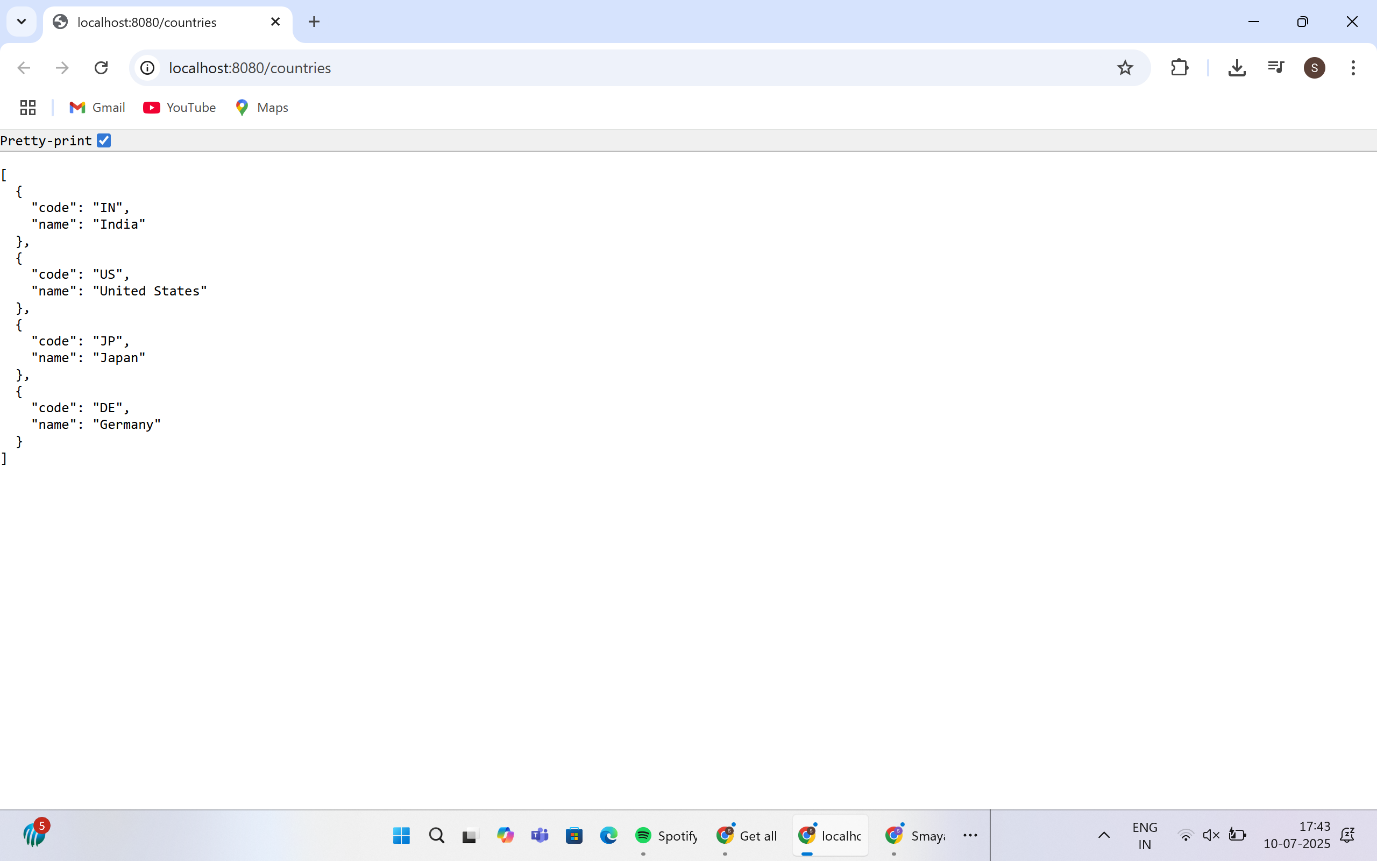 localhost:8080/countries
localhost:8080/countries
S
Gmail
YouTube
Maps
Pretty-print
[
  {
    "code": "IN",
    "name": "India"
  },
  {
    "code": "US",
    "name": "United States"
  },
  {
    "code": "JP",
    "name": "Japan"
  },
  {
    "code": "DE",
    "name": "Germany"
  }
]
5
Spotify
Get all
localhc
Smaya
ENG
IN
17:43
10-07-2025